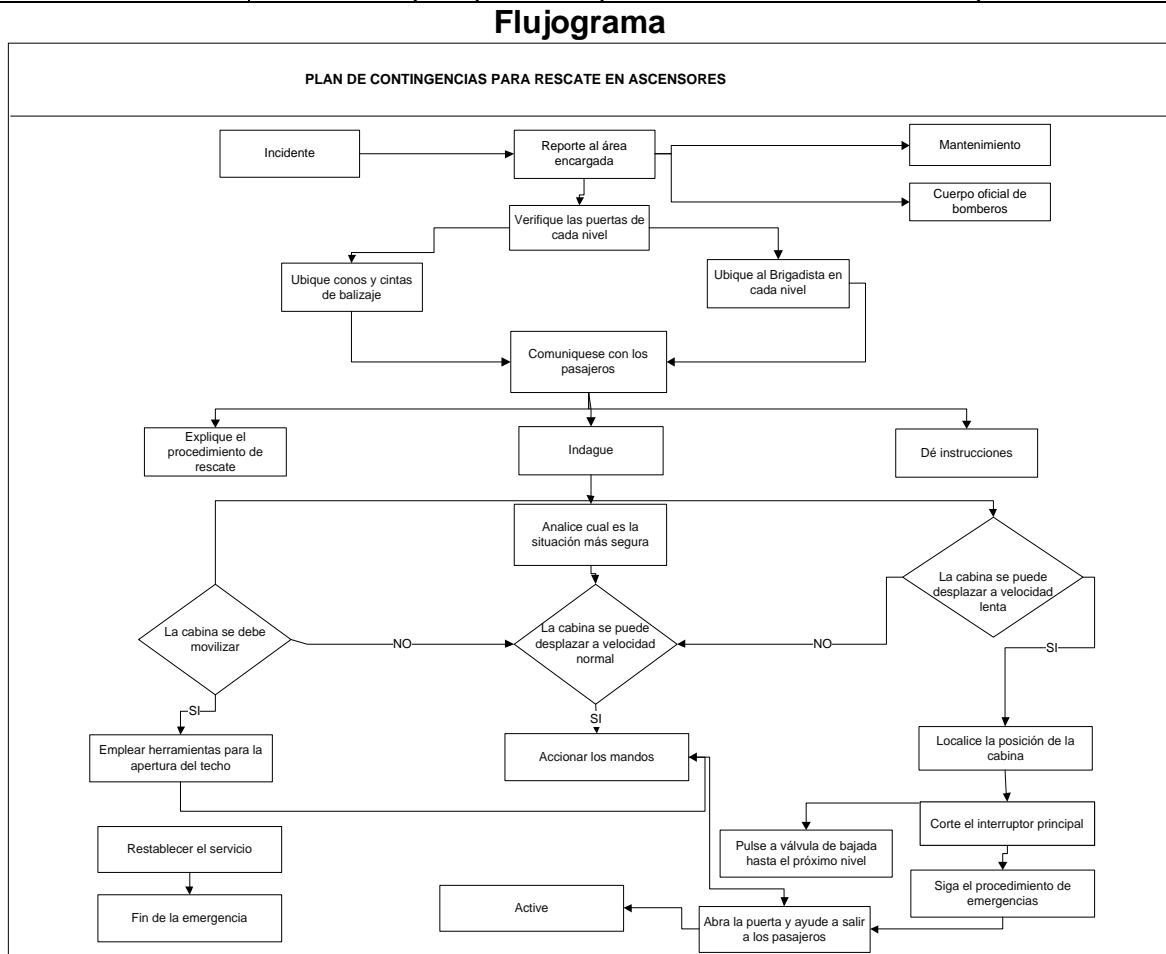 Flujograma
PLAN DE CONTINGENCIAS PARA RESCATE EN ASCENSORES
Incidente
Reporte al área
encargada
Mantenimiento
Cuerpo oficial de
bomberos
Verifique las puertas de
cada nivel
Ubique conos y cintas
de balizaje
Ubique al Brigadista en
cada nivel
Comuniquese con los
pasajeros
Explique el
procedimiento de
rescate
Indague
Dé instrucciones
Analice cual es la
situación más segura
La cabina se debe
movilizar
NO
La cabina se puede
desplazar a velocidad
normal
NO
La cabina se puede
desplazar a velocidad
lenta
SI
SI
SI
Emplear herramientas para la
apertura del techo
Accionar los mandos
Localice la posición de la
cabina
Restablecer el servicio
Pulse a válvula de bajada
hasta el próximo nivel
Corte el interruptor principal
Fin de la emergencia
Active
Abra la puerta y ayude a salir
a los pasajeros
Siga el procedimiento de
emergencias